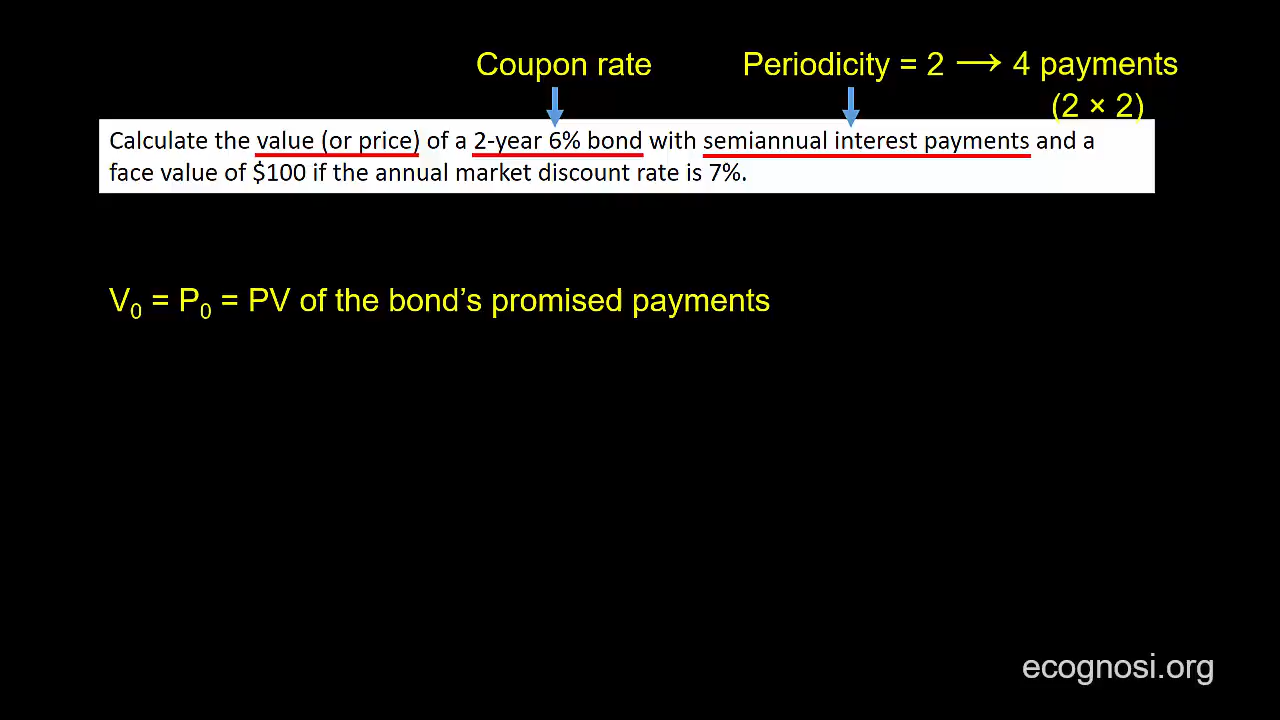 Coupon rate
Periodicity = 2 → 4 payments
(2 × 2)
Calculate the value (or price) of a 2-year 6% bond with semiannual interest payments and a
face value of $100 if the annual market discount rate is 7%.
V₀ = P₀ = PV of the bond’s promised payments
ecognosi.org